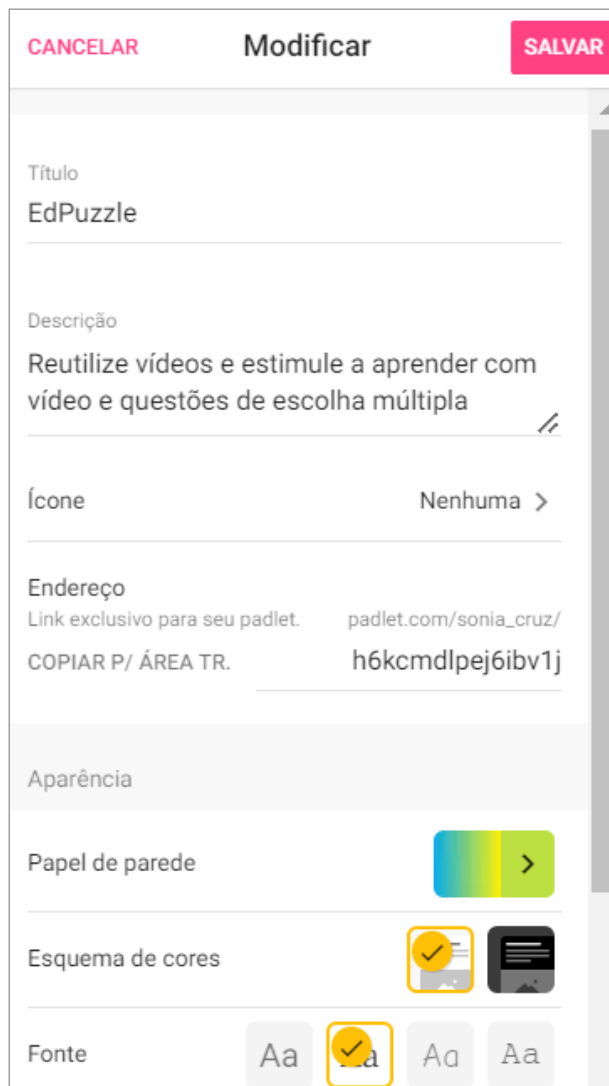 CANCELAR Modificar SALVAR
Título
EdPuzzle
Descrição
Reutilize vídeos e estimule a aprender com
vídeo e questões de escolha múltipla
Ícone Nenhuma
Endereço
Link exclusivo para seu padlet. padlet.com/sonia_cruz/
COPIAR P/ ÁREA TR. h6kcmdlpej6ibv1j
Aparência
Papel de parede
Esquema de cores
Fonte Aa a Aa Aa